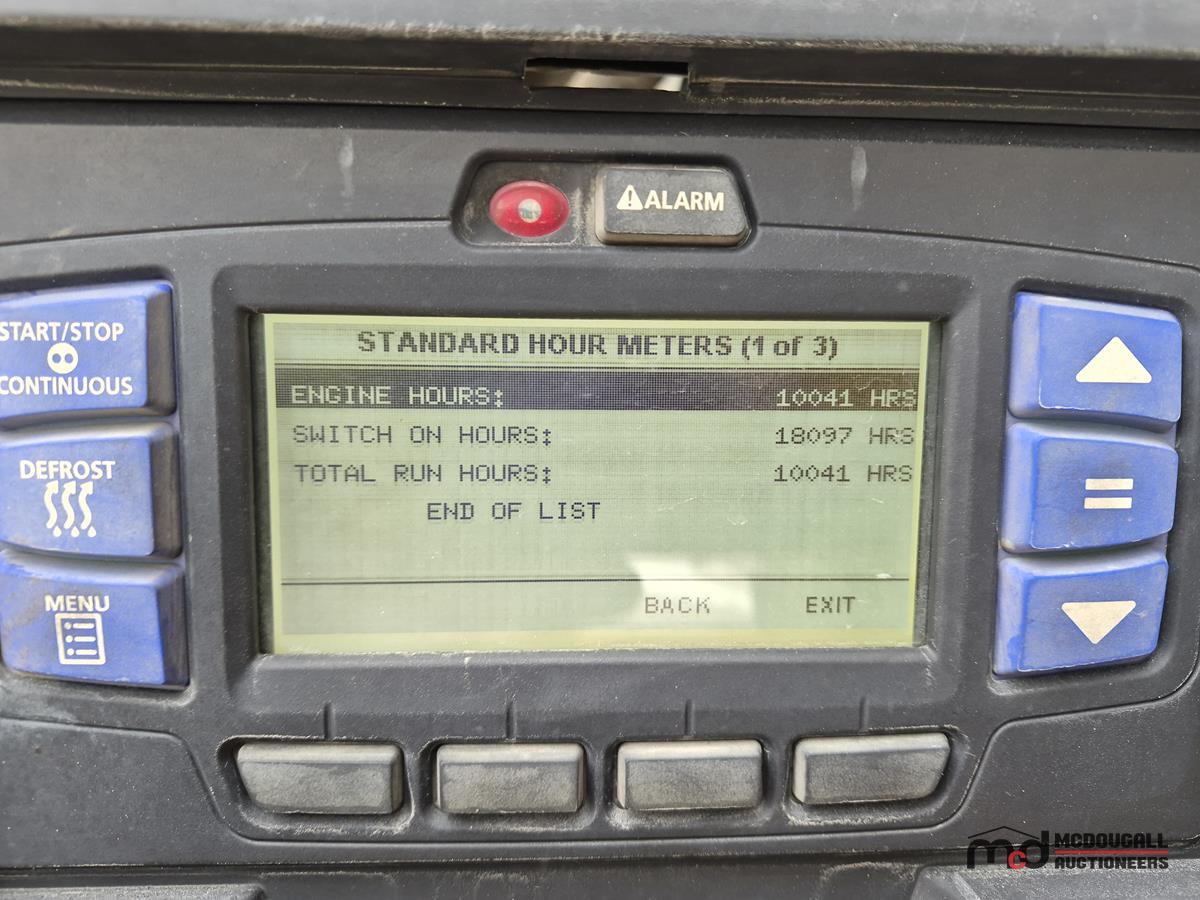 ⚠ALARM
START/STOP
CONTINUOUS
DEFROST
MENU
STANDARD HOUR METERS (1 of 3)
ENGINE HOURS: 10041 HRS
SWITCH ON HOURS: 18097 HRS
TOTAL RUN HOURS: 10041 HRS
END OF LIST
BACK EXIT
=
mcd MCDOUGALL
AUCTIONEERS